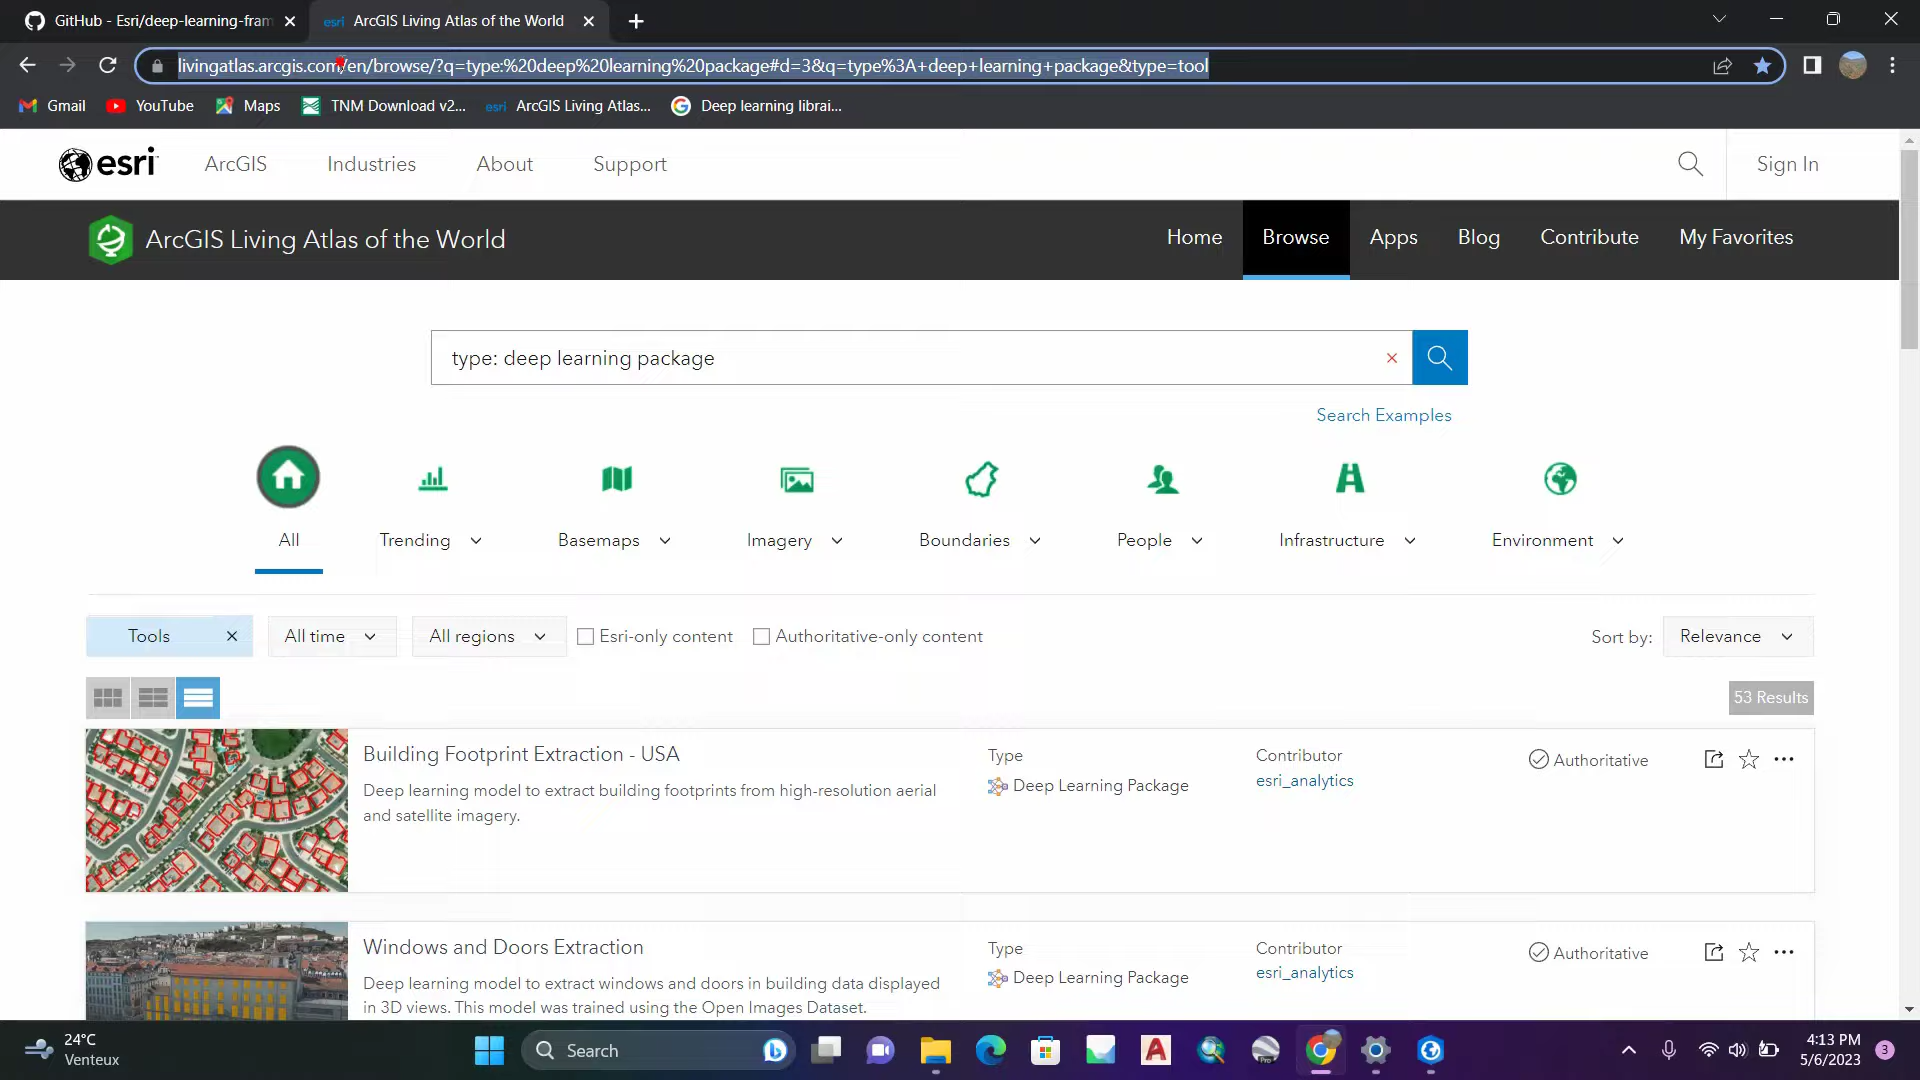 GitHub - Esri/deep-learning-fram
esri ArcGIS Living Atlas of the World
livingatlas.arcgis.com/en/browse/?q=type:%20deep%20learning%20package#d=3&q=type%3A+deep+learning+package&type=tool
Gmail YouTube Maps TNM Download v2... esri ArcGIS Living Atlas... Deep learning librai...
esri ArcGIS Industries About Support Sign In
ArcGIS Living Atlas of the World Home Browse Apps Blog Contribute My Favorites
type: deep learning package
Search Examples
All Trending Basemaps Imagery Boundaries People Infrastructure Environment
Tools All time All regions Esri-only content Authoritative-only content Sort by: Relevance
53 Results
Building Footprint Extraction - USA
Deep learning model to extract building footprints from high-resolution aerial
and satellite imagery.
Type
Deep Learning Package
Contributor
esri_analytics
Authoritative
Windows and Doors Extraction
Deep learning model to extract windows and doors in building data displayed
in 3D views. This model was trained using the Open Images Dataset.
Type
Deep Learning Package
Contributor
esri_analytics
Authoritative
24°C
Venteux
Search
A
Pro
4:13 PM
5/6/2023
3